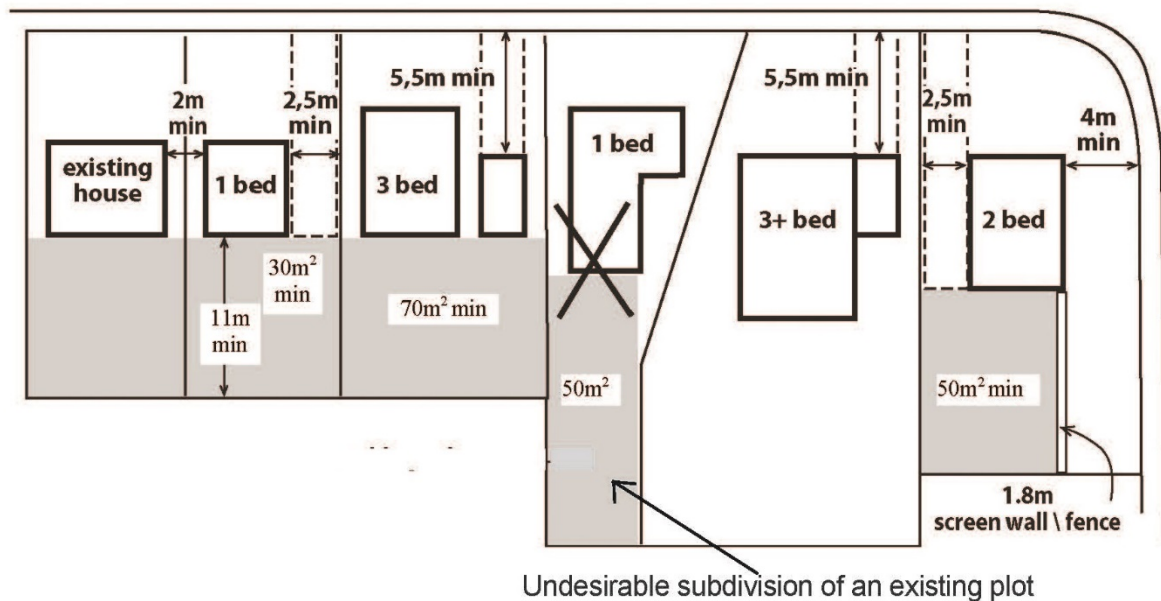 5,5m min
5,5m min
2m
min
2,5m
min
2,5m
min
4m
min
existing
house
1 bed
3 bed
1 bed
3+ bed
2 bed
30m²
min
11m
min
70m² min
50m²
50m² min
1.8m
screen wall \ fence
Undesirable subdivision of an existing plot